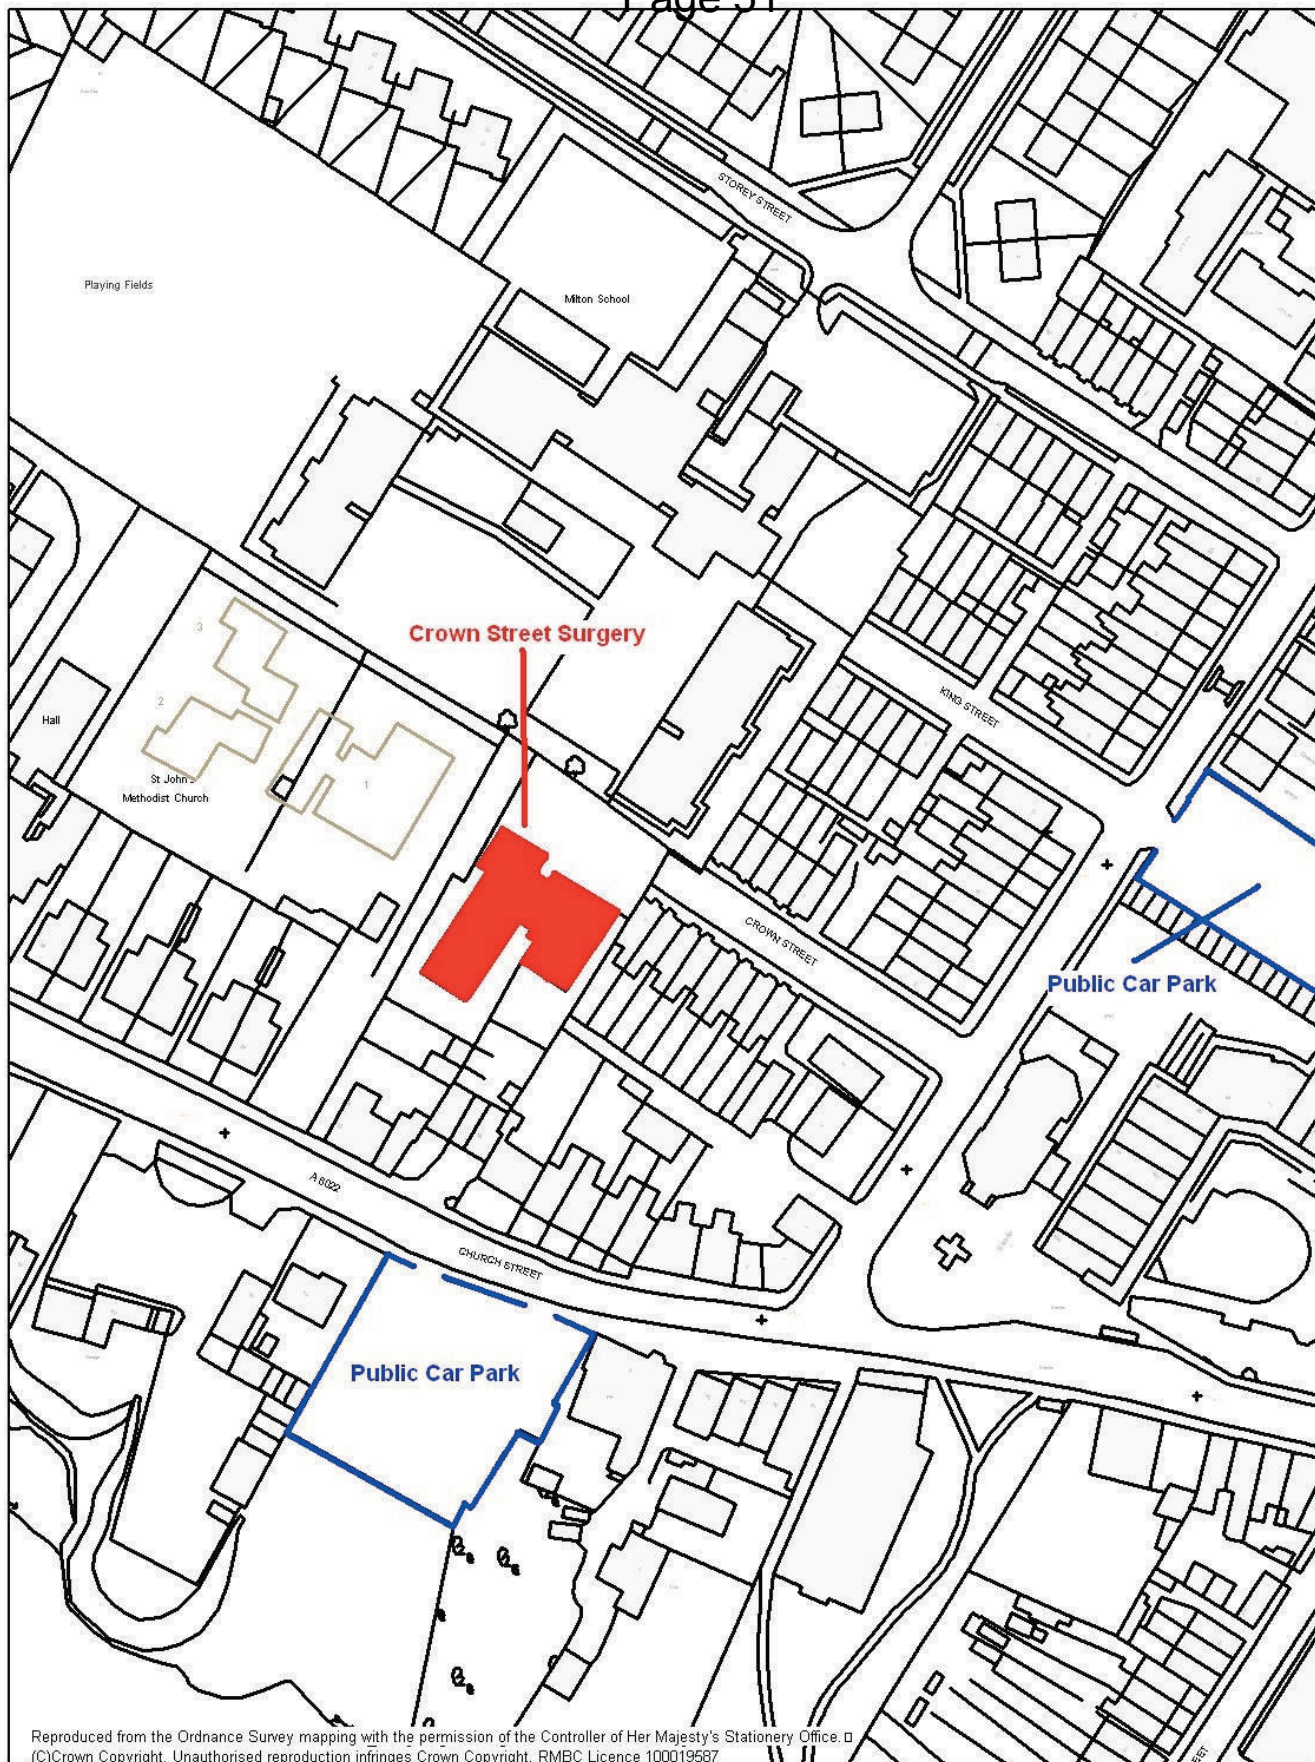 Page 51
STOREY STREET
Playing Fields
Milton School
Crown Street Surgery
3
KING STREET
2
Hall
1
St John's
Methodist Church
CROWN STREET
Public Car Park
A 6022
CHURCH STREET
Public Car Park
Reproduced from the Ordnance Survey mapping with the permission of the Controller of Her Majesty's Stationery Office.
(C)Crown Copyright. Unauthorised reproduction infringes Crown Copyright. RMBC Licence 100019587